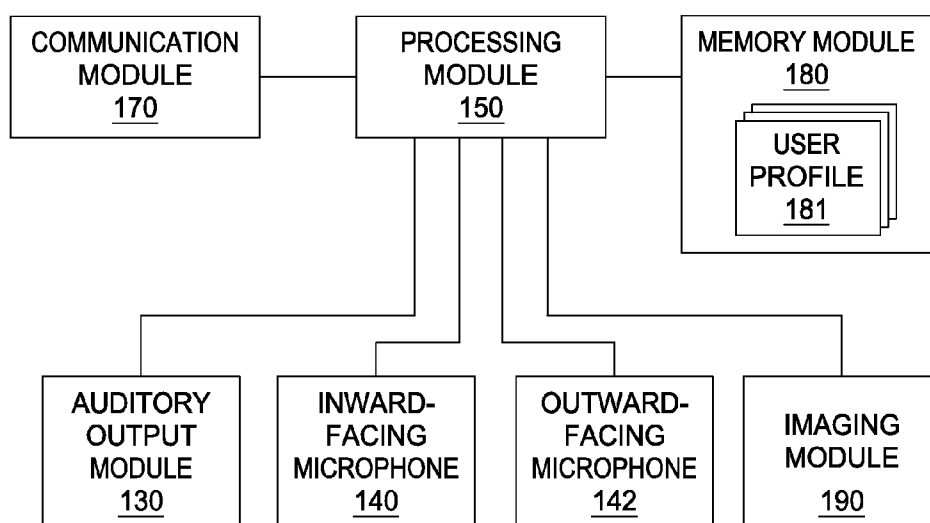 COMMUNICATION
MODULE
170
PROCESSING
MODULE
150
MEMORY MODULE
180
USER
PROFILE
181
AUDITORY
OUTPUT
MODULE
130
INWARD-
FACING
MICROPHONE
140
OUTWARD-
FACING
MICROPHONE
142
IMAGING
MODULE
190